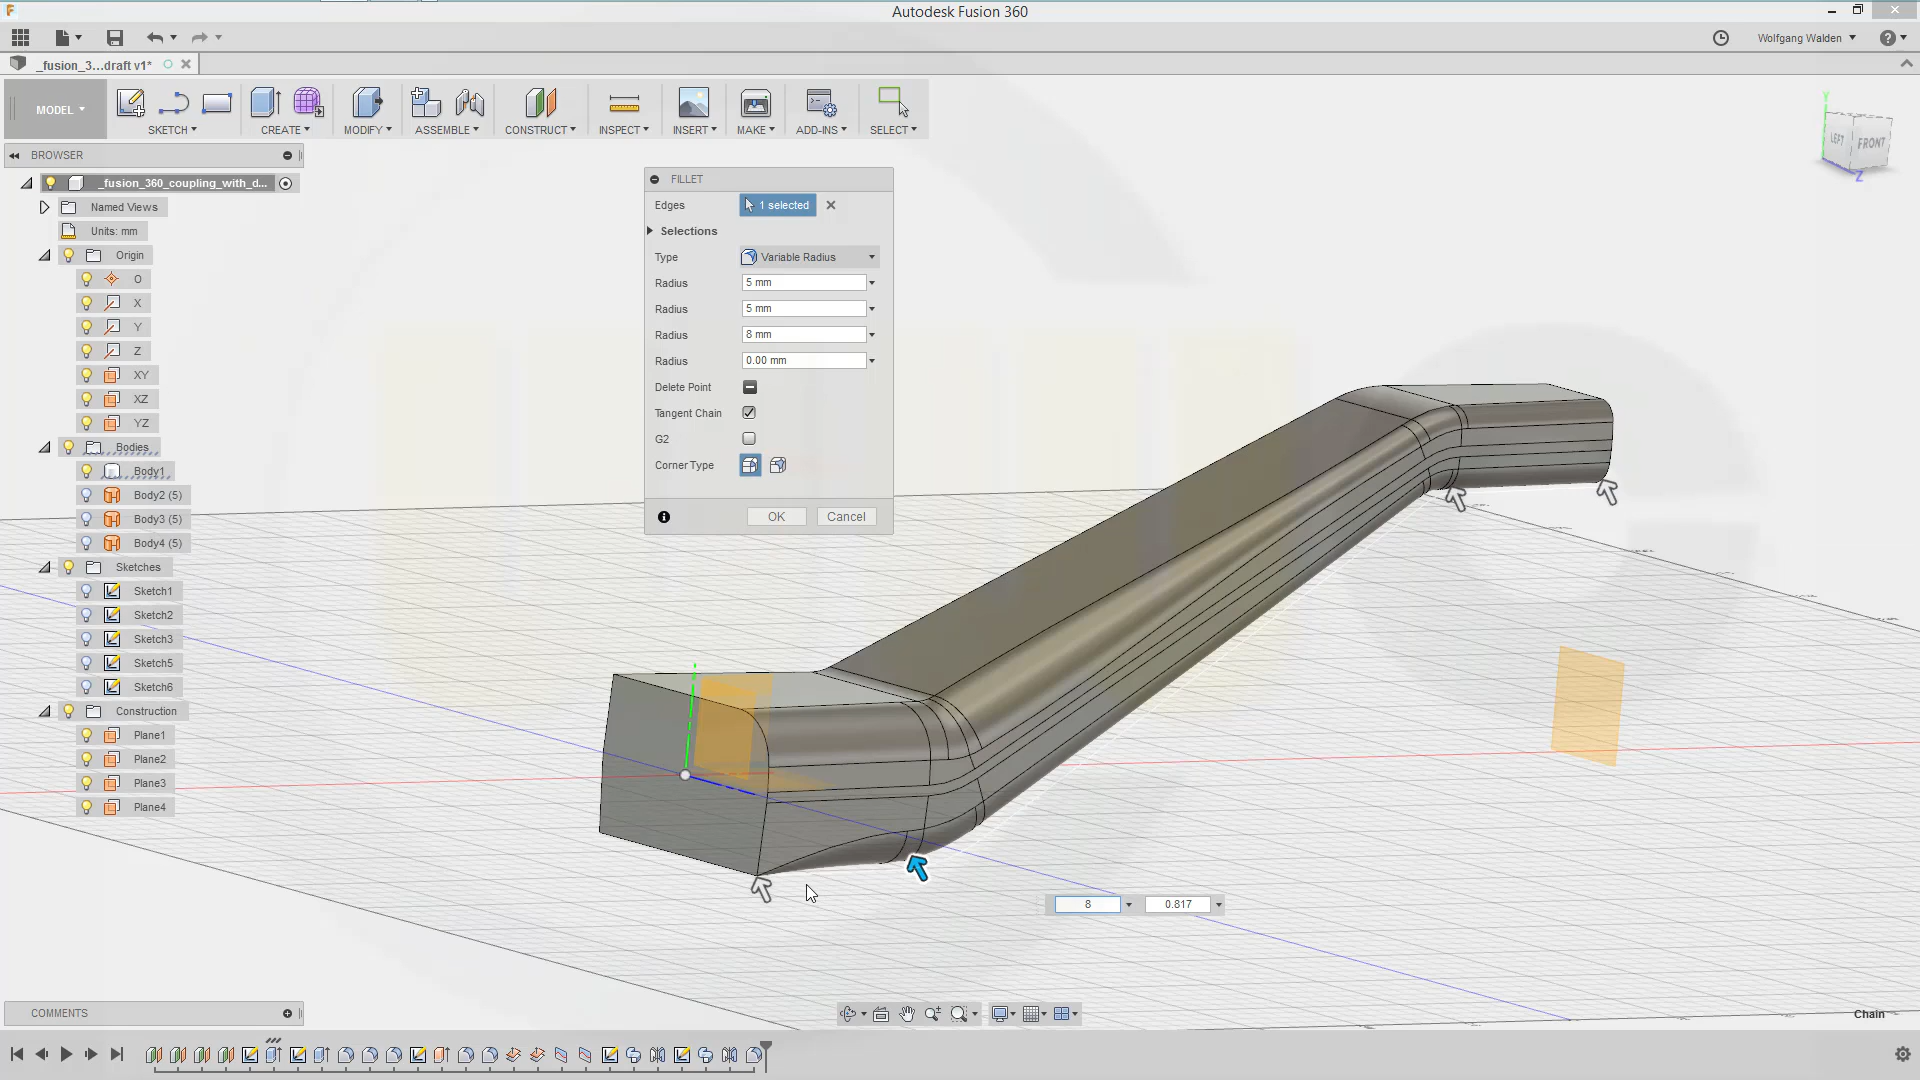 Autodesk Fusion 360
Wolfgang Walden
_fusion_3...draft v1*
MODEL
SKETCH
CREATE
MODIFY
ASSEMBLE
CONSTRUCT
INSPECT
INSERT
MAKE
ADD-INS
SELECT
BROWSER
_fusion_360_coupling_with_d...
Named Views
Units: mm
Origin
O
X
Y
Z
XY
XZ
YZ
Bodies
Body1
Body2 (5)
Body3 (5)
Body4 (5)
Sketches
Sketch1
Sketch2
Sketch3
Sketch5
Sketch6
Construction
Plane1
Plane2
Plane3
Plane4
FILLET
Edges 1 selected
Selections
Type Variable Radius
Radius 5 mm
Radius 5 mm
Radius 8 mm
Radius 0.00 mm
Delete Point
Tangent Chain
G2
Corner Type
OK Cancel
Y
LEFT FRONT
Z
8 0.817
COMMENTS
Chain